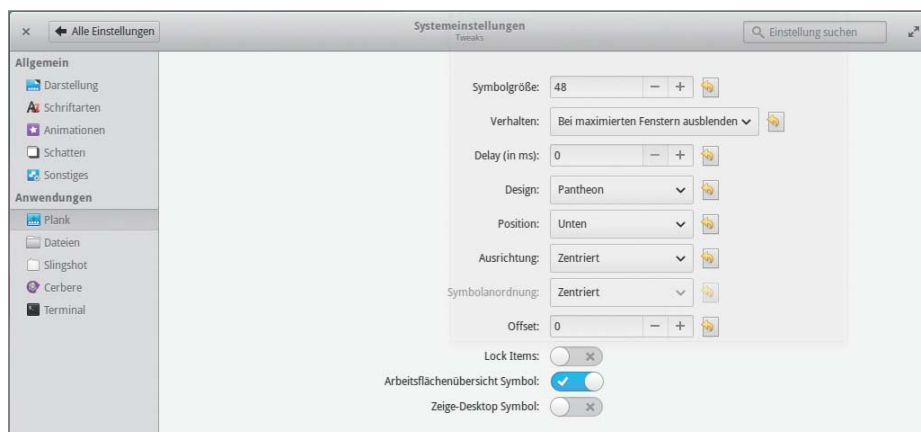 Alle Einstellungen
Systemeinstellungen
Tweaks
Einstellung suchen
Allgemein
Darstellung
Schriftarten
Animationen
Schatten
Sonstiges
Anwendungen
Plank
Dateien
Slingshot
Cerbere
Terminal
Symbolgröße: 48
Verhalten: Bei maximierten Fenstern ausblenden
Delay (in ms): 0
Design: Pantheon
Position: Unten
Ausrichtung: Zentriert
Symbolanordnung: Zentriert
Offset: 0
Lock Items:
Arbeitsflächenübersicht Symbol:
Zeige-Desktop Symbol: